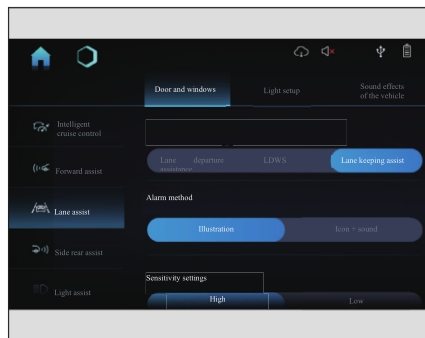 Door and windows
Light setup
Sound effects
of the vehicle
Intelligent
cruise control
Forward assist
Lane assist
Side rear assist
Light assist
Lane departure
assistance
LDWS
Lane keeping assist
Alarm method
Illustration
Icon + sound
Sensitivity settings
High
Low